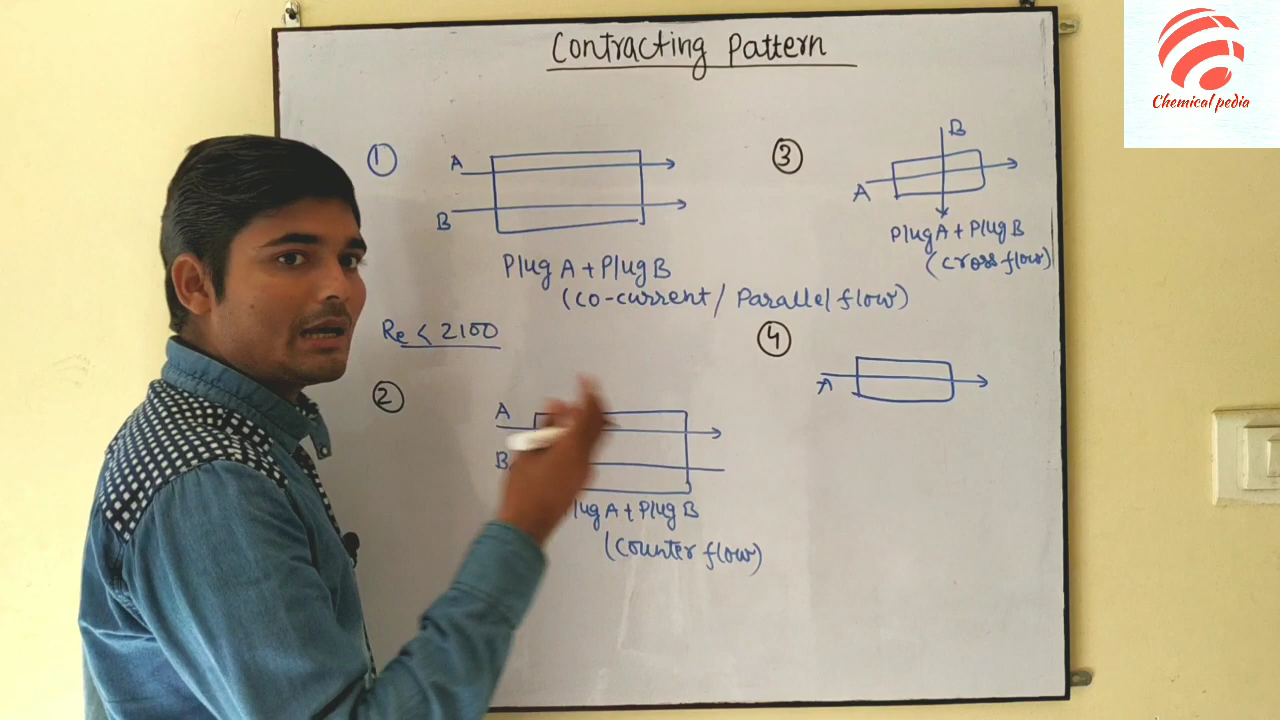 Contracting Pattern
Chemical pedia
1
A
B
Plug A + Plug B
(Co-current / Parallel flow)
Re < 2100
2
A
B
lug A + Plug B
(Counter flow)
3
B
A
Plug A + Plug B
(Cross flow)
4
A